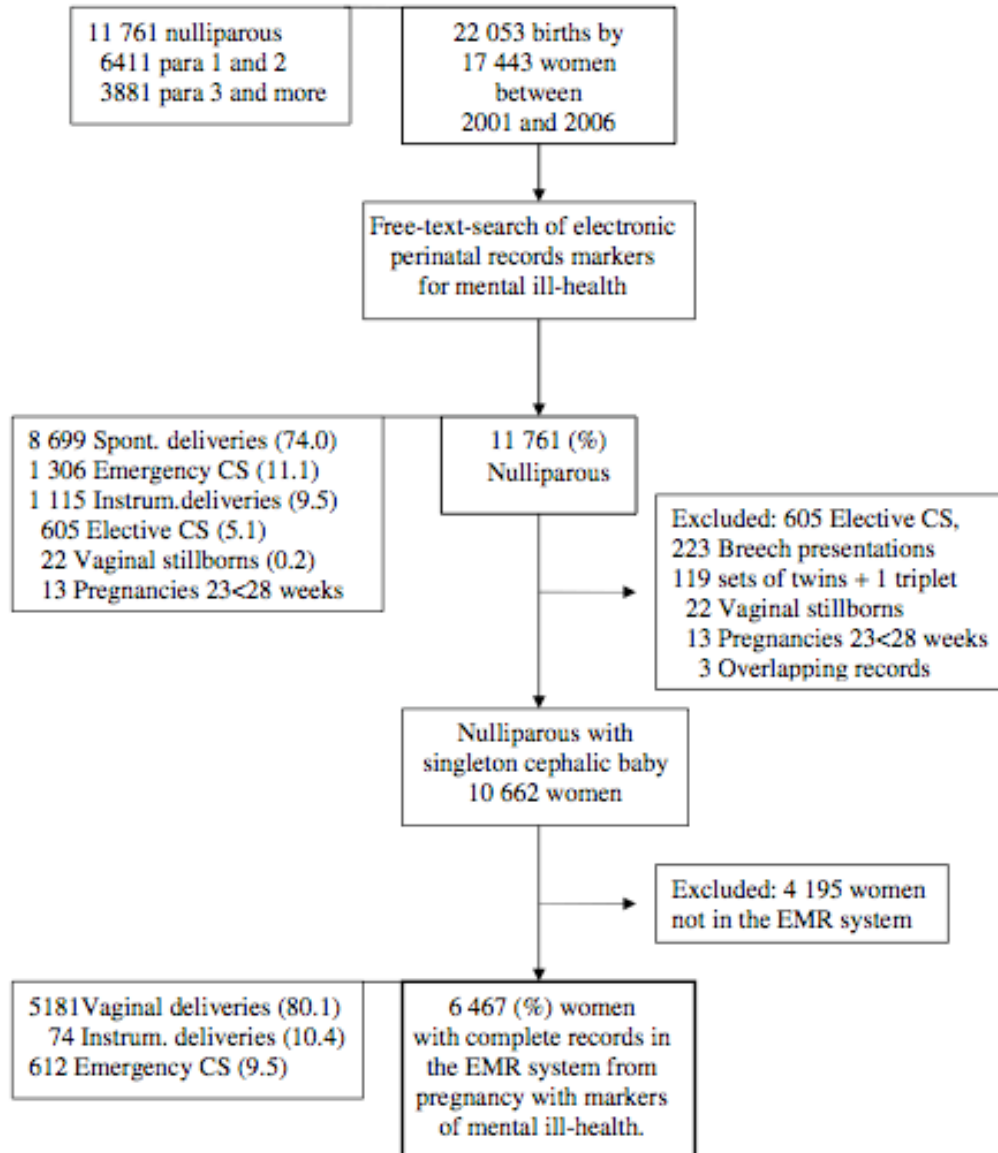 11 761 nulliparous
6411 para 1 and 2
3881 para 3 and more
22 053 births by
17 443 women
between
2001 and 2006
Free-text-search of electronic
perinatal records markers
for mental ill-health
8 699 Spont. deliveries (74.0)
1 306 Emergency CS (11.1)
1 115 Instrum.deliveries (9.5)
605 Elective CS (5.1)
22 Vaginal stillborns (0.2)
13 Pregnancies 23<28 weeks
11 761 (%)
Nulliparous
Excluded: 605 Elective CS,
223 Breech presentations
119 sets of twins + 1 triplet
22 Vaginal stillborns
13 Pregnancies 23<28 weeks
3 Overlapping records
Nulliparous with
singleton cephalic baby
10 662 women
Excluded: 4 195 women
not in the EMR system
5181Vaginal deliveries (80.1)
74 Instrum. deliveries (10.4)
612 Emergency CS (9.5)
6 467 (%) women
with complete records in
the EMR system from
pregnancy with markers
of mental ill-health.